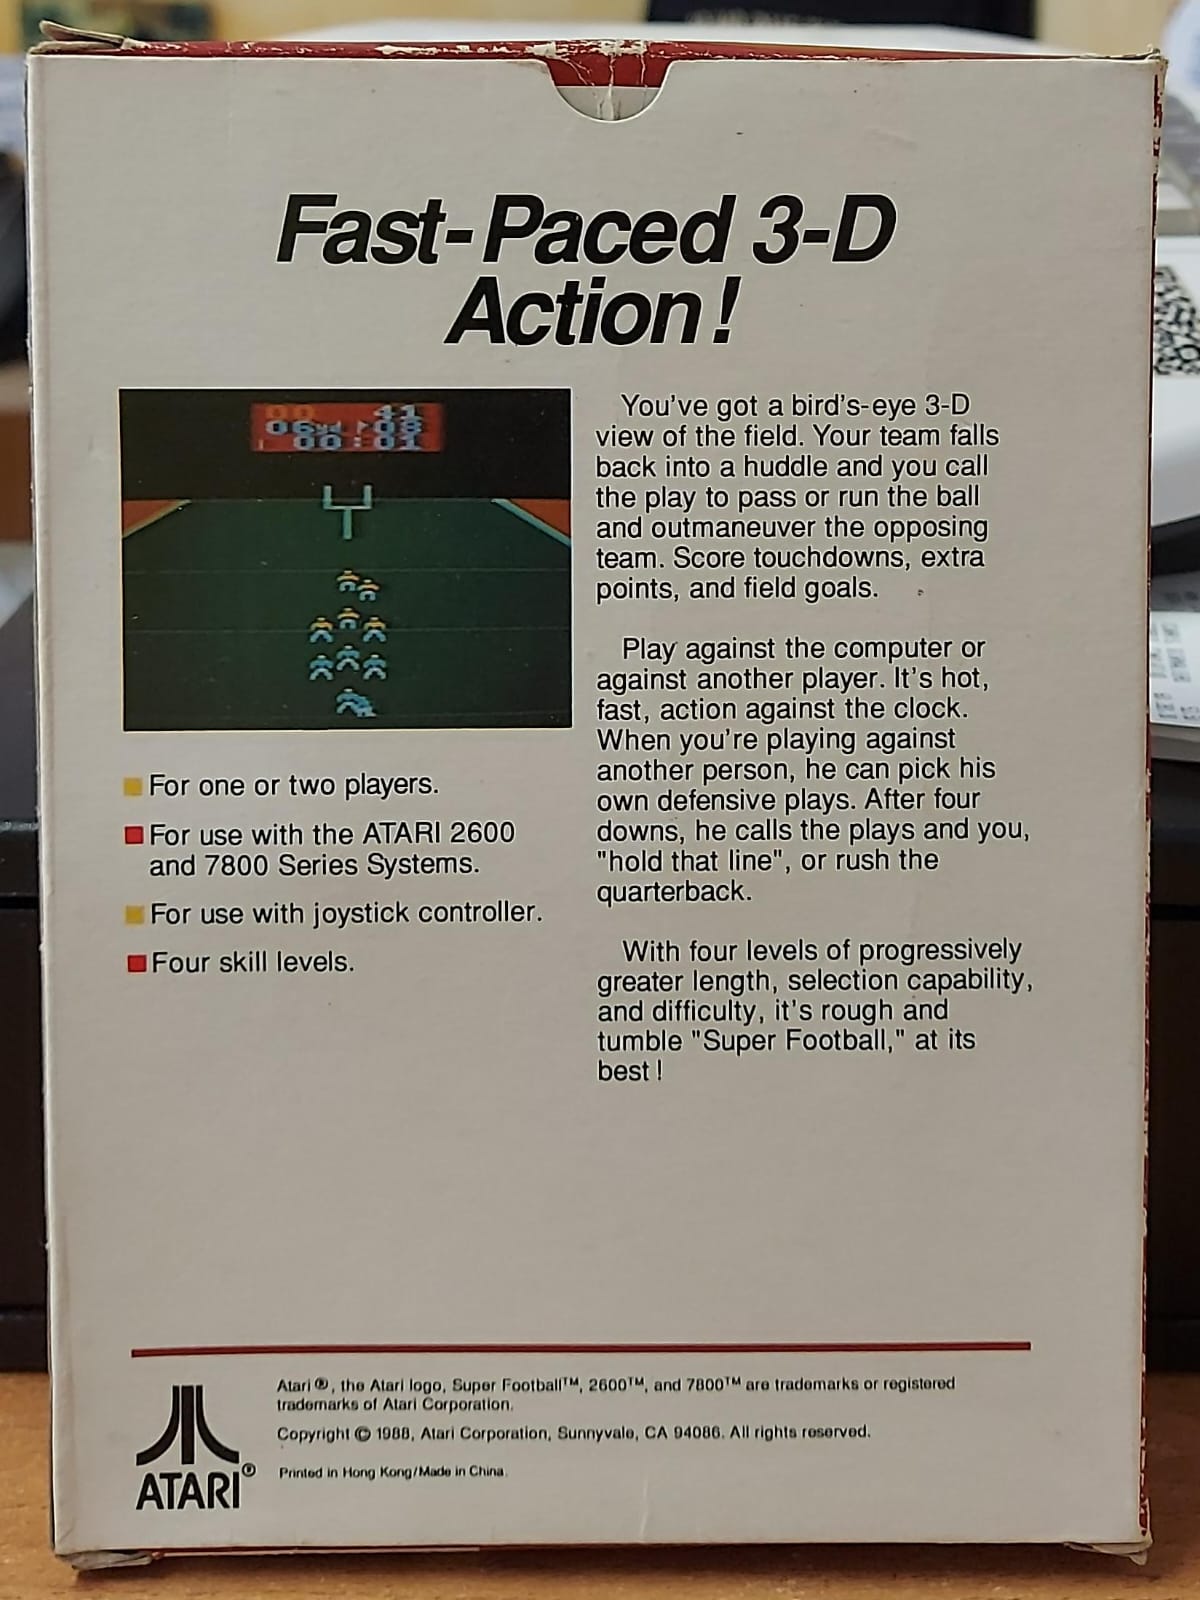 Fast-Paced 3-D
Action!
00 41
06yd 08
00:01
You've got a bird's-eye 3-D
view of the field. Your team falls
back into a huddle and you call
the play to pass or run the ball
and outmaneuver the opposing
team. Score touchdowns, extra
points, and field goals.
Play against the computer or
against another player. It's hot,
fast, action against the clock.
When you're playing against
another person, he can pick his
own defensive plays. After four
downs, he calls the plays and you,
"hold that line", or rush the
quarterback.
With four levels of progressively
greater length, selection capability,
and difficulty, it's rough and
tumble "Super Football," at its
best !
For one or two players.
For use with the ATARI 2600
and 7800 Series Systems.
For use with joystick controller.
Four skill levels.
Atari ®, the Atari logo, Super Football™, 2600™, and 7800™ are trademarks or registered
trademarks of Atari Corporation.
Copyright © 1988, Atari Corporation, Sunnyvale, CA 94086. All rights reserved.
Printed in Hong Kong/Made in China.
ATARI®